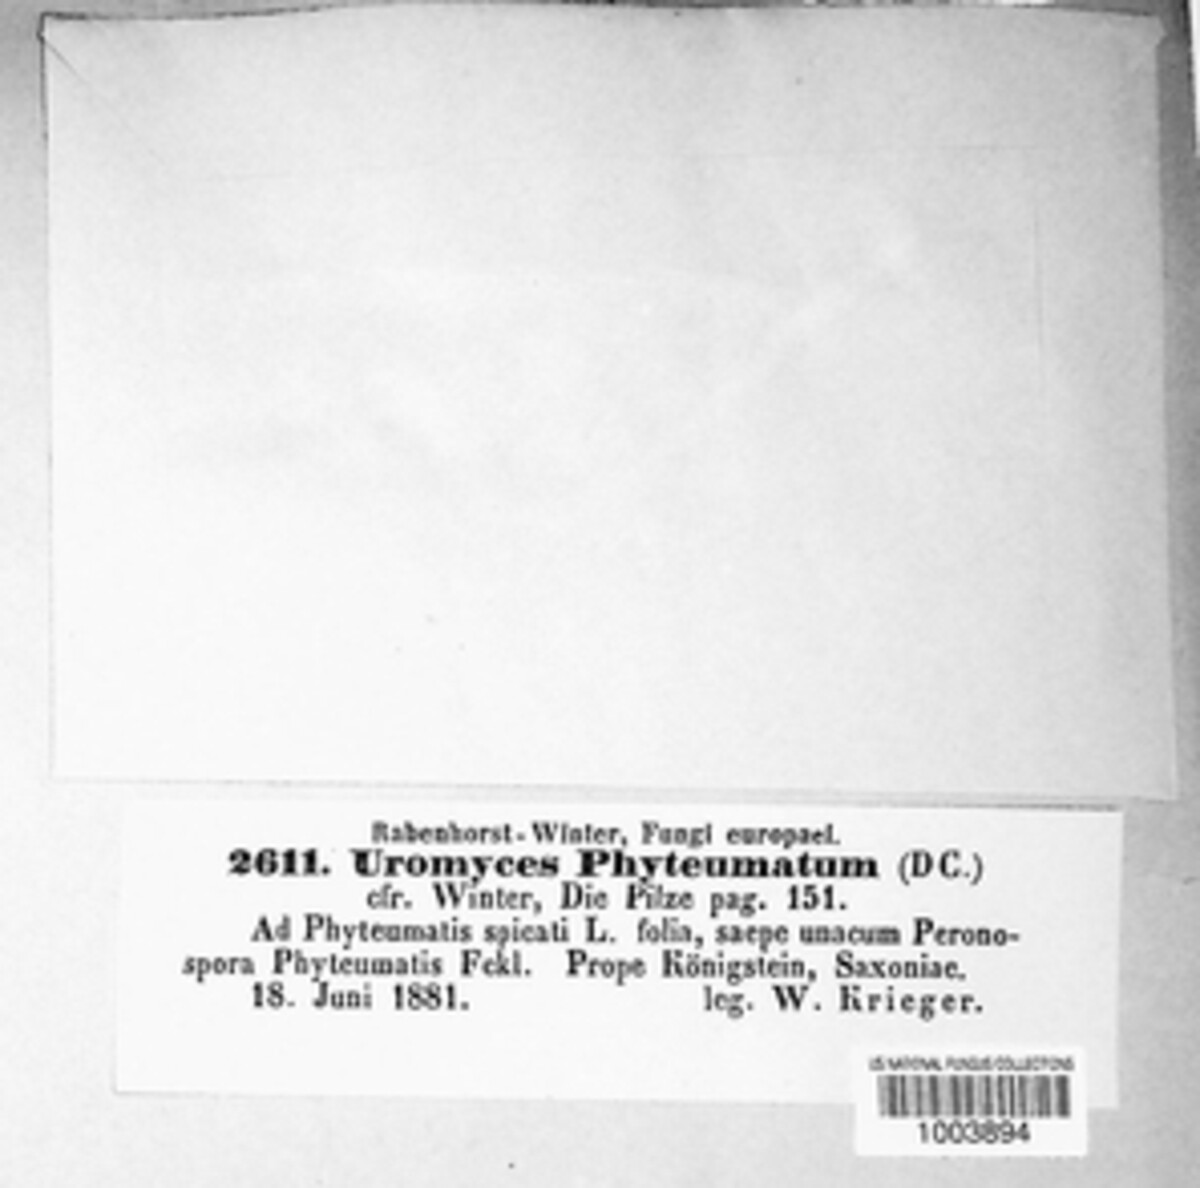 Rabenhorst-Winter, Fungi europaei.
2611. Uromyces Phyteumatum (DC.)
cfr. Winter, Die Pilze pag. 151.
Ad Phyteumatis spicati L. folia, saepe unacum Perono-
spora Phyteumatis Fckl. Prope Königstein, Saxoniae.
18. Juni 1881. leg. W. Krieger.
US NATIONAL FUNGUS COLLECTIONS
1003894